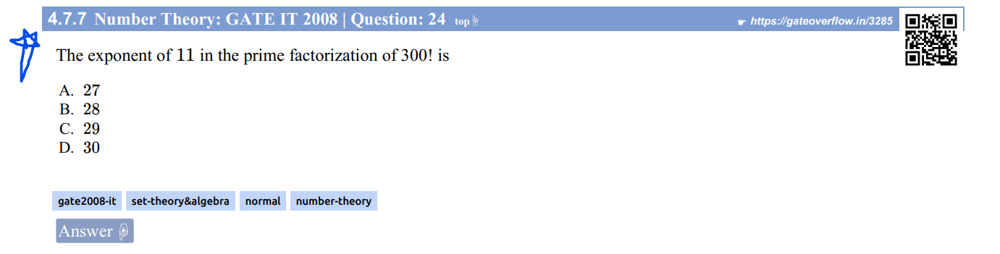 4.7.7 Number Theory: GATE IT 2008 | Question: 24 top☝
☛ https://gateoverflow.in/3285
The exponent of 11 in the prime factorization of 300! is
A. 27
B. 28
C. 29
D. 30
gate2008-it set-theory&algebra normal number-theory
Answer ☟